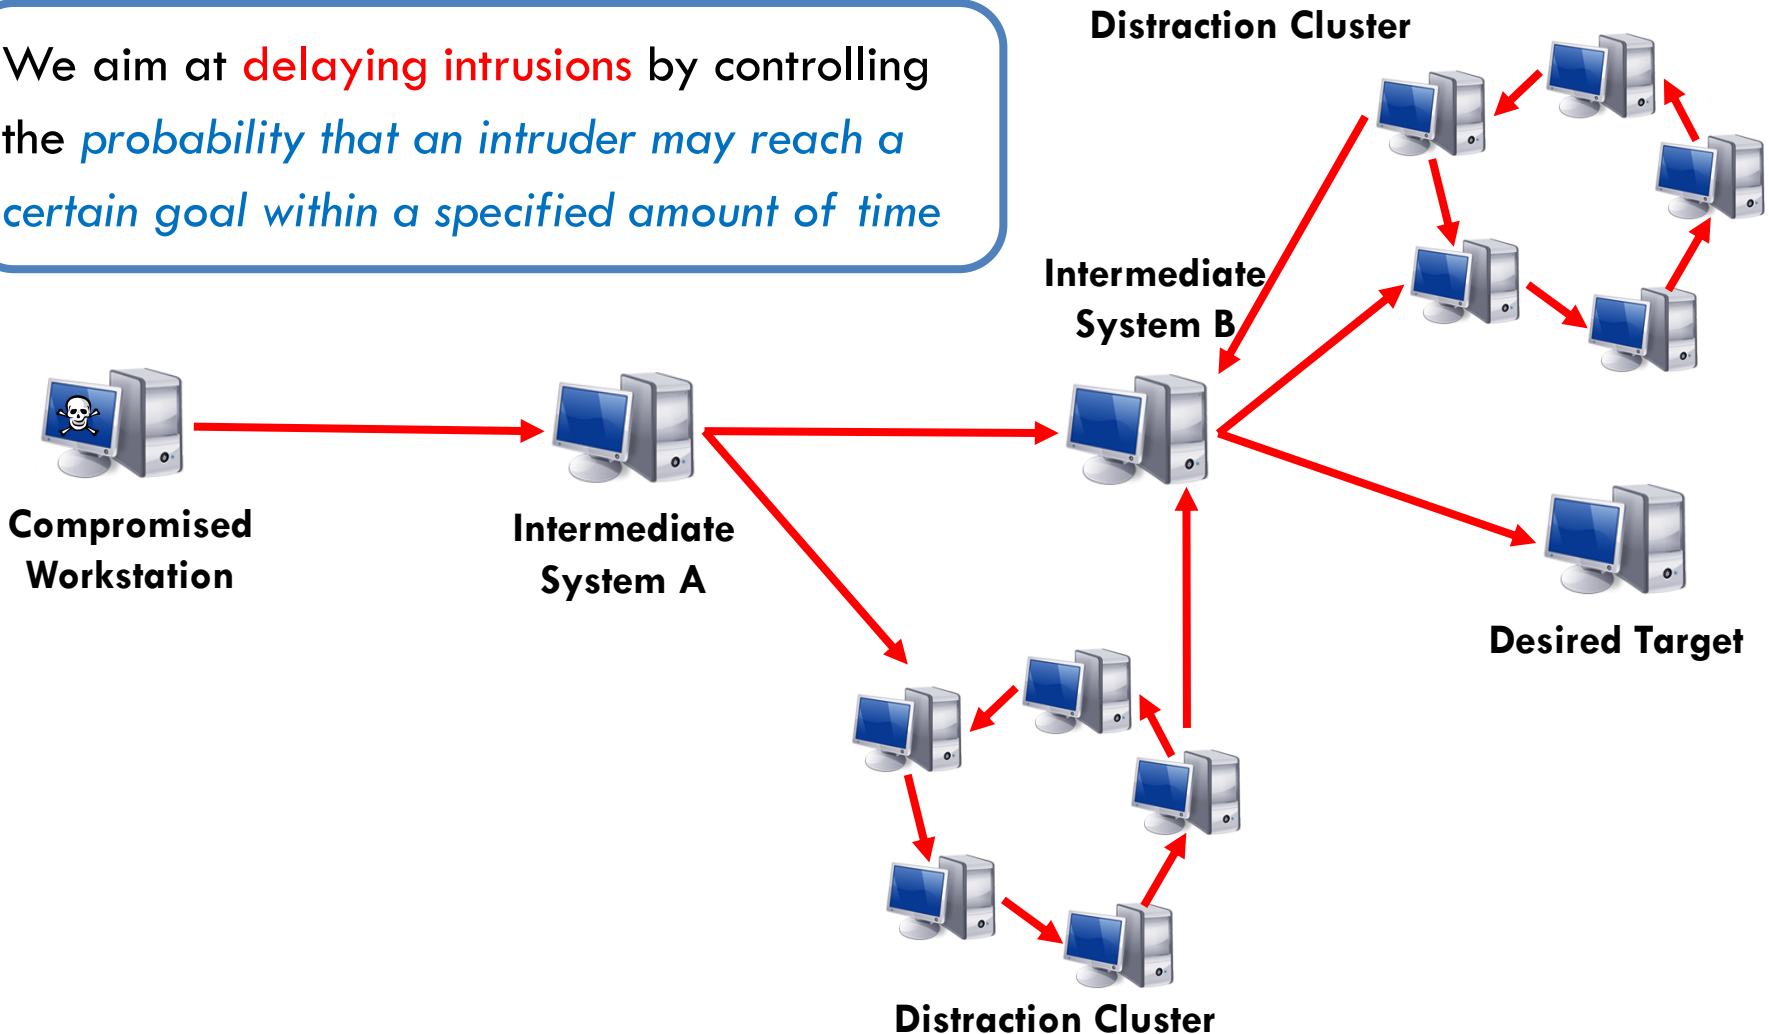 We aim at delaying intrusions by controlling
the probability that an intruder may reach a
certain goal within a specified amount of time
Distraction Cluster
Intermediate
System B
Compromised
Workstation
Intermediate
System A
Desired Target
Distraction Cluster